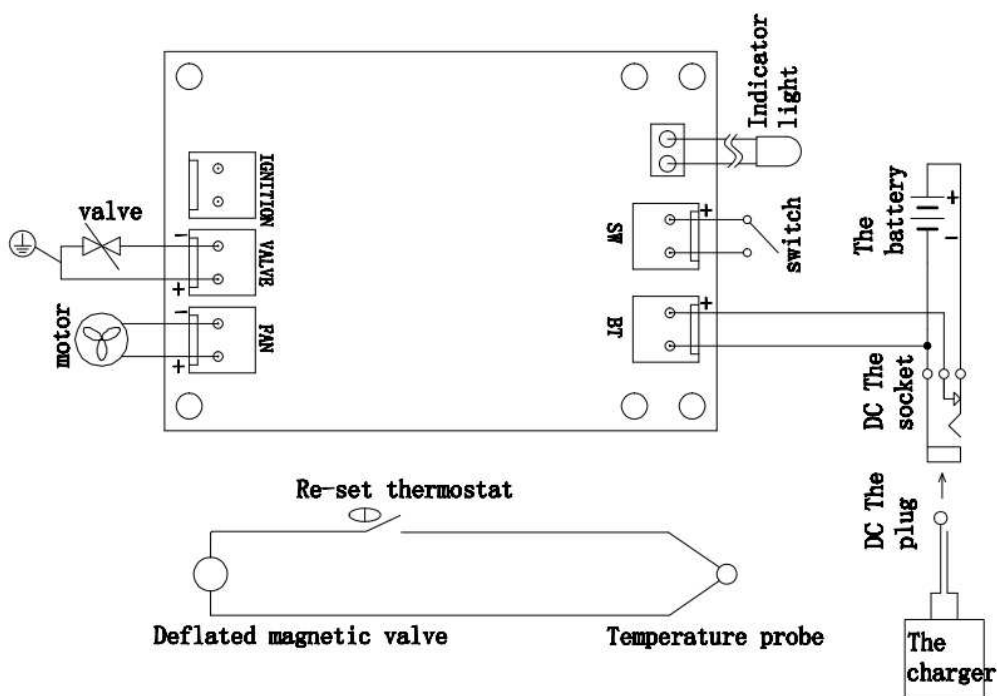 Indicator
light
IGNITION
valve
-
VALVE
+
motor
-
FAN
+
SW
+
switch
BT
+
The
battery
+
-
DC The
socket
DC The
plug
The
charger
Re-set thermostat
Deflated magnetic valve
Temperature probe